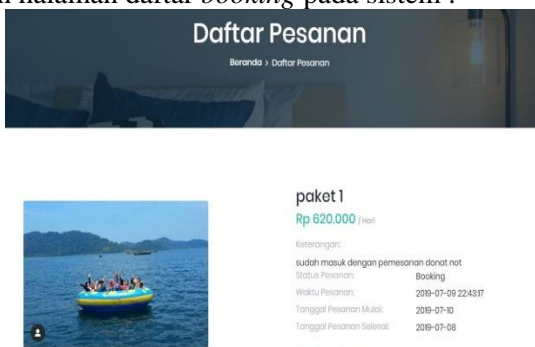 halaman daftar booking pada sistem :
Daftar Pesanan
Beranda > Daftar Pesanan
paket 1
Rp 620.000 / Hari
Keterangan:
sudah masuk dengan pemesanan donat not
Status Pesanan: Booking
Waktu Pesanan: 2019-07-09 22:43:17
Tanggal Pesanan Mulai: 2019-07-10
Tanggal Pesanan Selesai: 2019-07-08